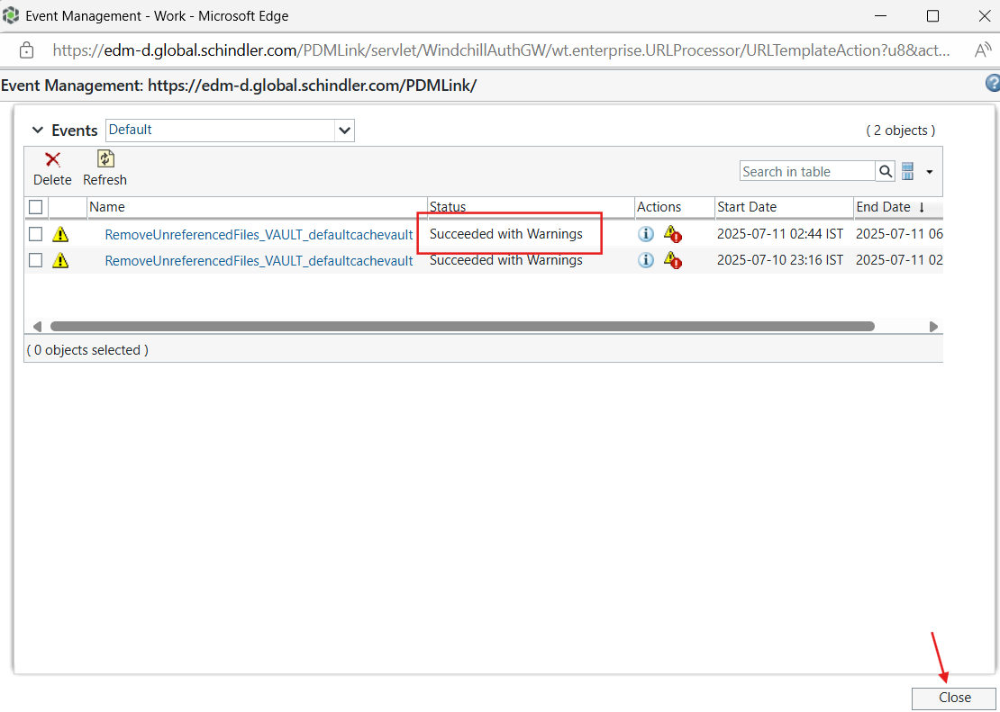 Event Management - Work - Microsoft Edge
https://edm-d.global.schindler.com/PDMLink/servlet/WindchillAuthGW/wt.enterprise.URLProcessor/URLTemplateAction?u8&act...
Event Management: https://edm-d.global.schindler.com/PDMLink/
Events Default ( 2 objects )
Delete Refresh Search in table
Name Status Actions Start Date End Date
RemoveUnreferencedFiles_VAULT_defaultcachevault Succeeded with Warnings 2025-07-11 02:44 IST 2025-07-11 06
RemoveUnreferencedFiles_VAULT_defaultcachevault Succeeded with Warnings 2025-07-10 23:16 IST 2025-07-11 02
( 0 objects selected )
Close